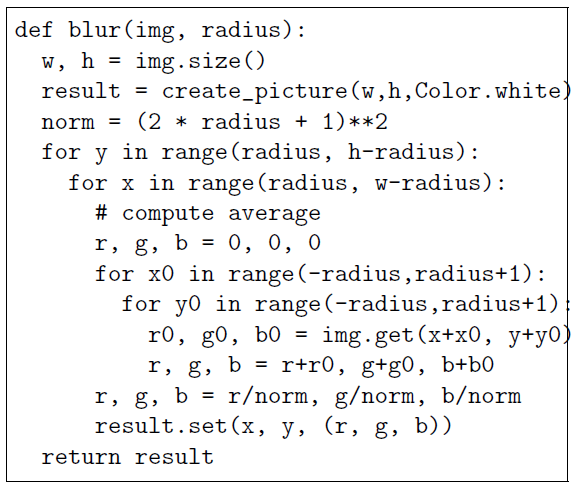 def blur(img, radius):
  w, h = img.size()
  result = create_picture(w,h,Color.white)
  norm = (2 * radius + 1)**2
  for y in range(radius, h-radius):
    for x in range(radius, w-radius):
      # compute average
      r, g, b = 0, 0, 0
      for x0 in range(-radius,radius+1):
        for y0 in range(-radius,radius+1):
          r0, g0, b0 = img.get(x+x0, y+y0)
          r, g, b = r+r0, g+g0, b+b0
      r, g, b = r/norm, g/norm, b/norm
      result.set(x, y, (r, g, b))
  return result